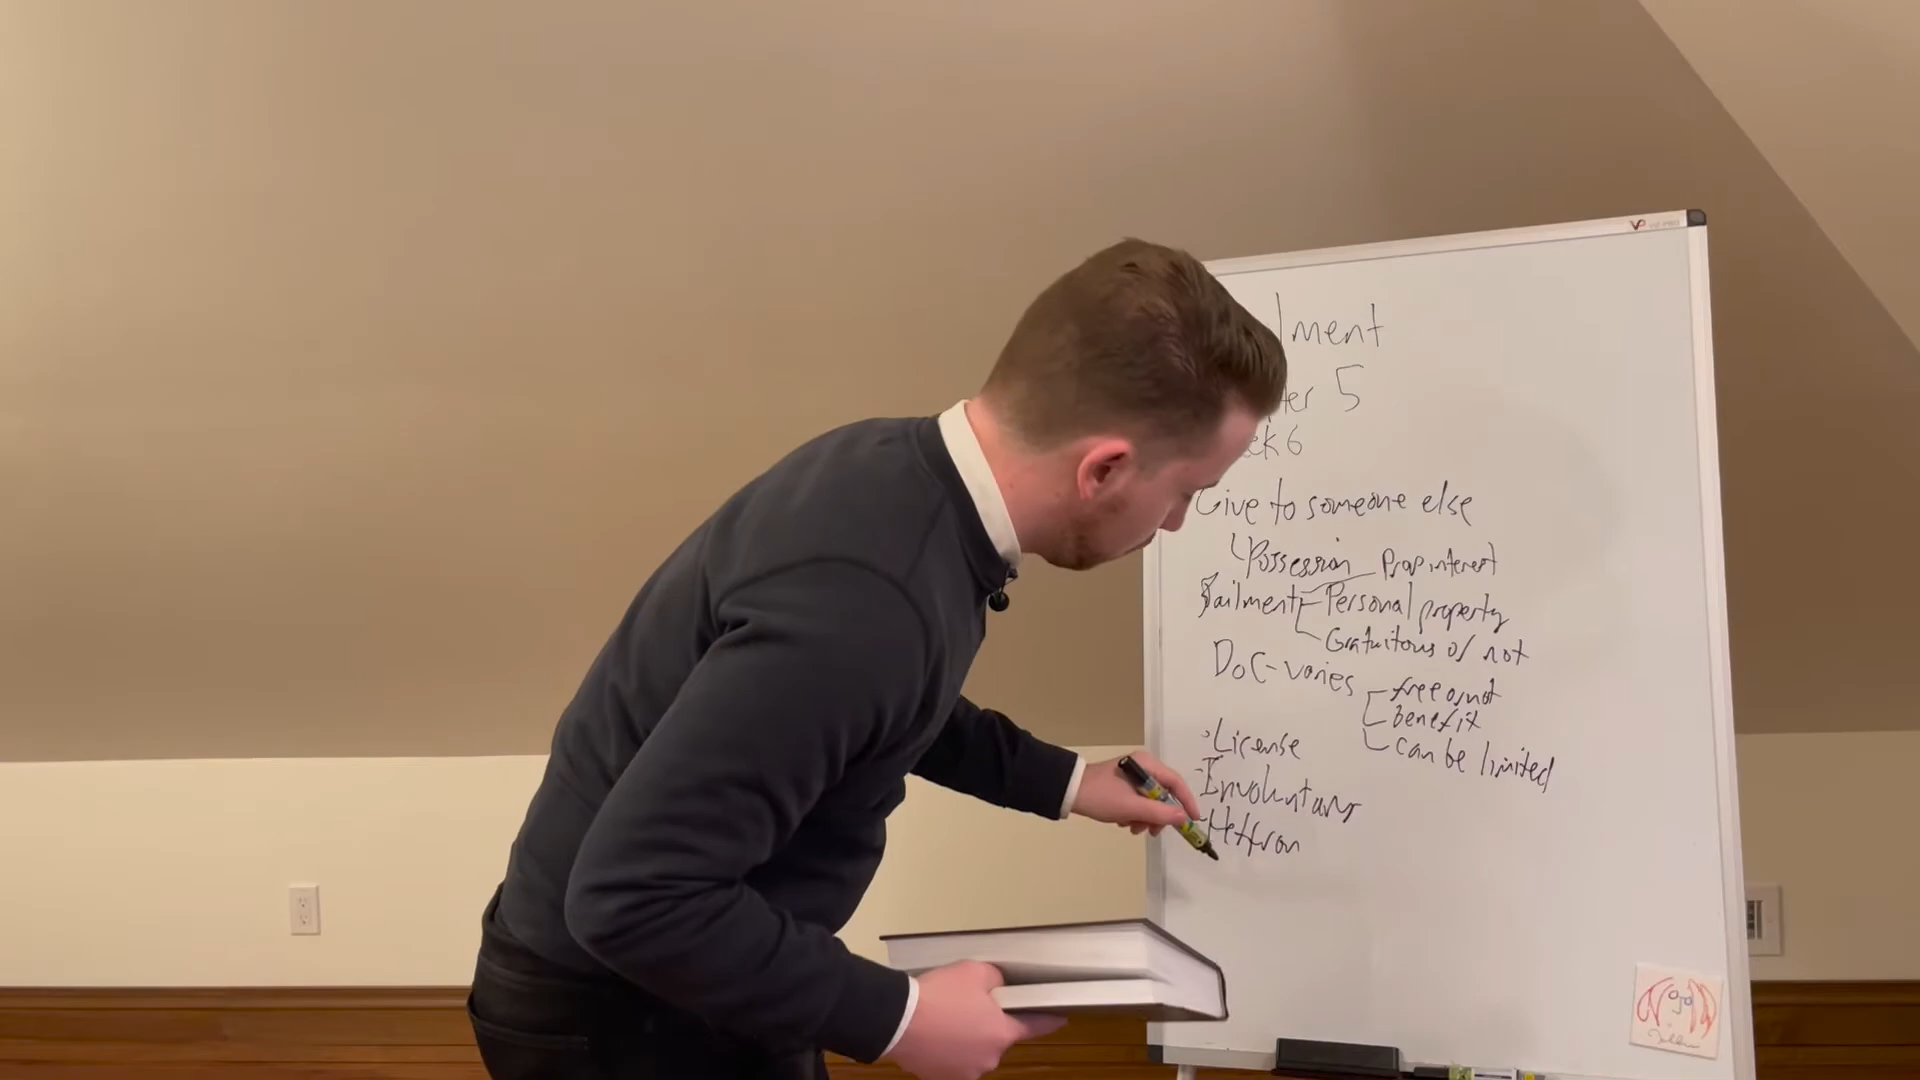 lment
ter 5
ek 6
Give to someone else
Possession Prop interest
Bailment Personal property
Gratuitous or not
DoC-varies free or not
benefit
can be limited
License
Involuntary
Heffron